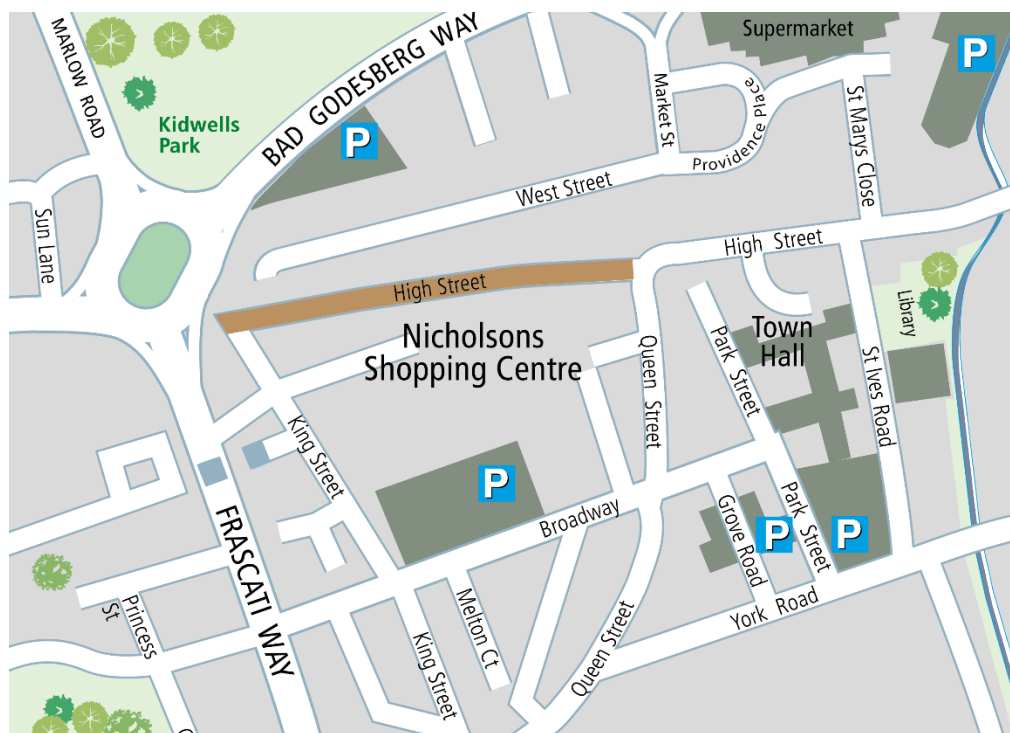 MARLOW ROAD
BAD GODESBERG WAY
Supermarket
P
Kidwells
Park
P
Market St
Providence Place
St Marys Close
West Street
Sun Lane
High Street
High Street
Library
Nicholsons
Shopping Centre
Queen Street
Park Street
Town
Hall
St Ives Road
King Street
P
Broadway
FRASCATI WAY
Grove Road
P
Park Street
P
Princess
St
Melton Ct
King Street
Queen Street
York Road